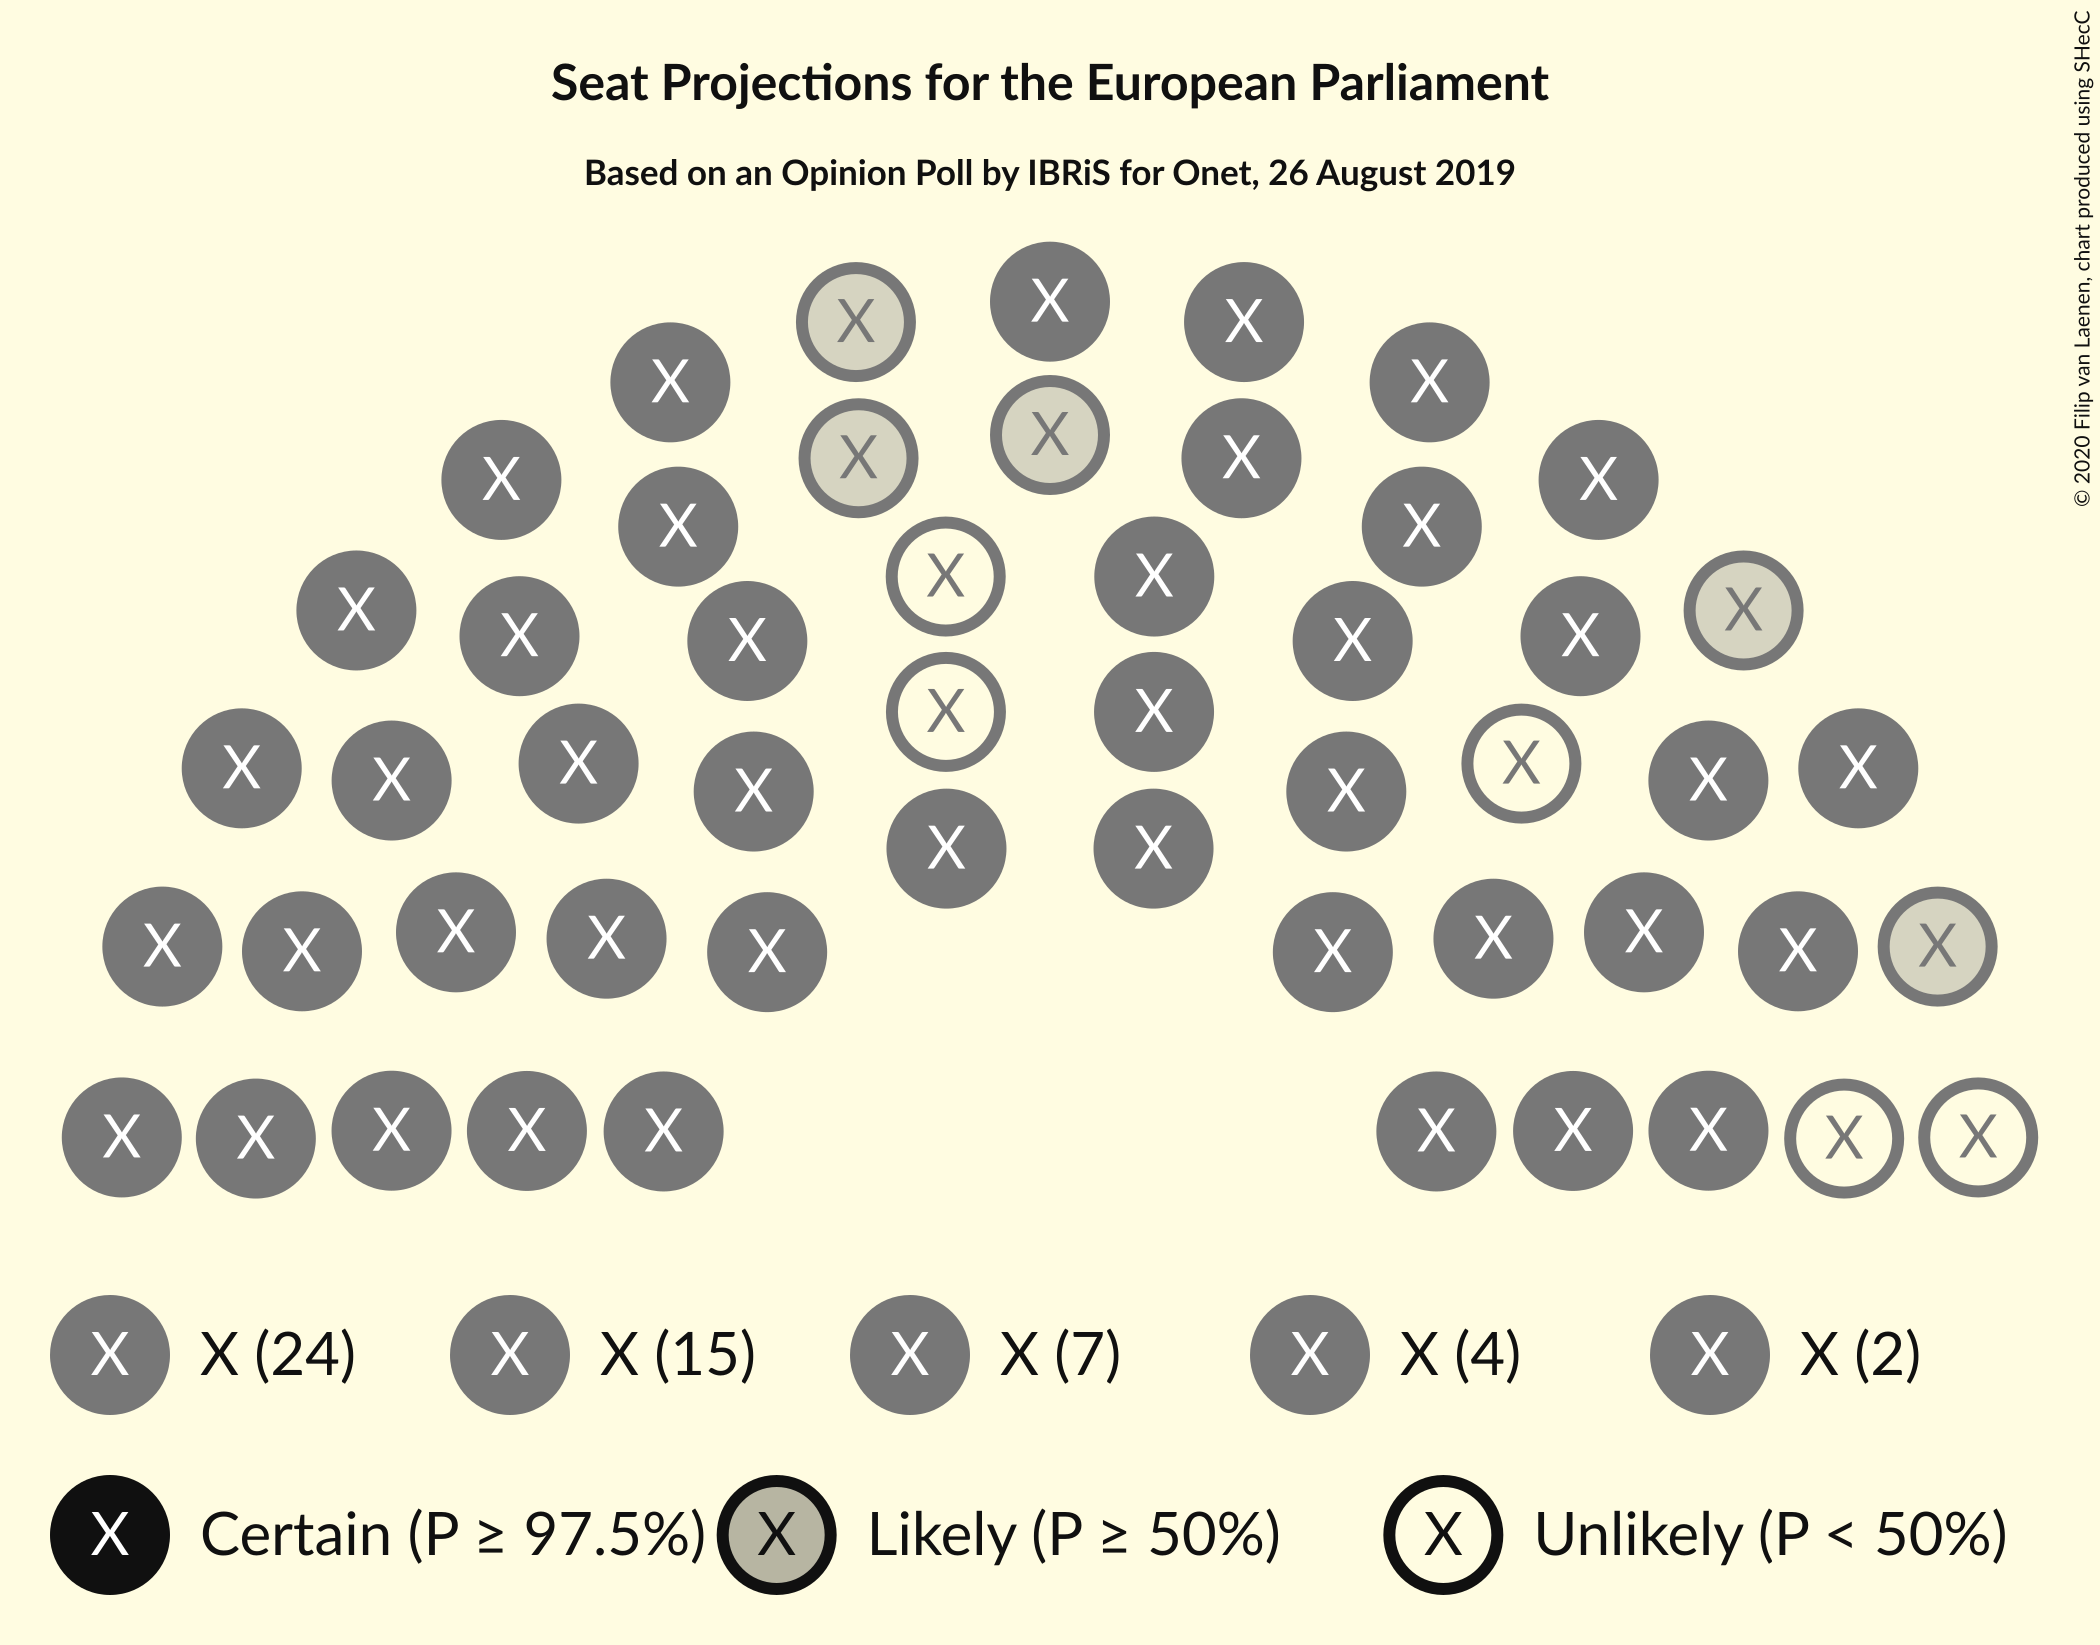 Seat Projections for the European Parliament
Based on an Opinion Poll by IBRiS for Onet, 26 August 2019
© 2020 Filip van Laenen, chart produced using SHecC
X
X X
X X
X
X X
X X
X X
X X
X X
X X X X
X X
X X
X X
X X X X
X X
X X
X X X X
X X
X X X X
X X X X
X X X X
X X X X X X
X X X X
X X (24) X X (15) X X (7) X X (4) X X (2)
X Certain (P ≥ 97.5%) X Likely (P ≥ 50%) X Unlikely (P < 50%)